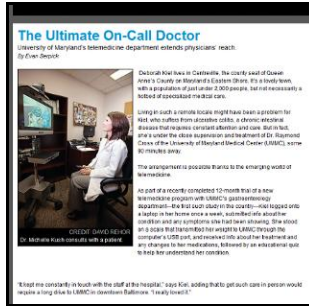 The Ultimate On-Call Doctor
University of Maryland's telemedicine department extends physicians' reach.
By Evan Serpick
Deborah Kiel lives in Centreville, the county seat of Queen
Anne's County on Maryland's Eastern Shore. It's a lovely town,
with a population of just under 2,000 people, but not necessarily a
hotbed of specialized medical care.
Living in such a remote locale might have been a problem for
Kiel, who suffers from ulcerative colitis, a chronic intestinal
disease that requires constant attention and care. But in fact,
she's under the close supervision and treatment of Dr. Raymond
Cross of the University of Maryland Medical Center (UMMC), some
90 minutes away.
The arrangement is possible thanks to the emerging world of
telemedicine.
As part of a recently completed 12-month trial of a new
telemedicine program with UMMC's gastroenterology
department—the first such study in the country—Kiel logged onto
a laptop in her home once a week, submitted info about her
condition and any symptoms she had been showing. She stood
on a scale that transmitted her weight to UMMC through the
computer's USB port, and received info about her treatment and
any changes to her medications, followed by an educational quiz
to help her understand her condition.
CREDIT: DAVID REHOR
Dr. Michelle Kush consults with a patient
"It kept me constantly in touch with the staff at the hospital," says Kiel, adding that to get such care in person would
require a long drive to UMMC in downtown Baltimore. "I really loved it."